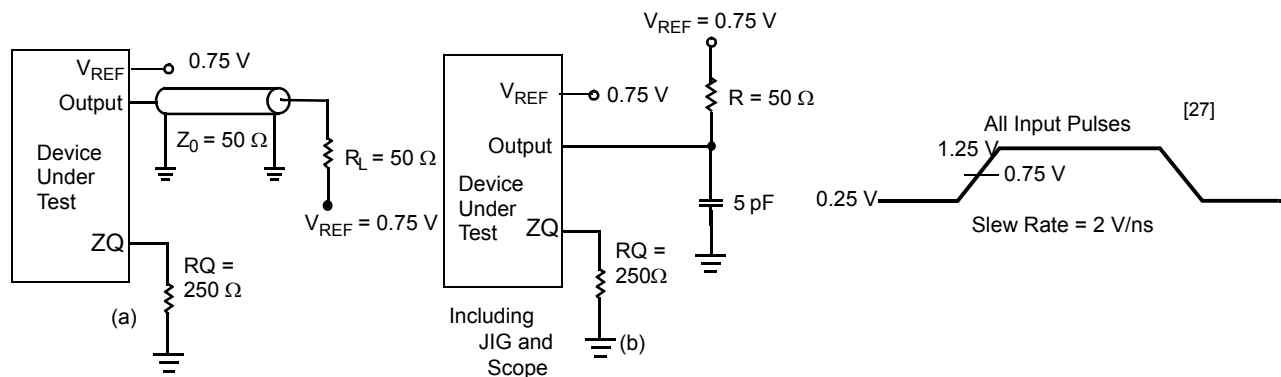 V_REF
0.75 V
Output
Z_0 = 50 Ω
Device
Under
Test
R_L = 50 Ω
V_REF = 0.75 V
ZQ
RQ =
250 Ω
(a)
V_REF = 0.75 V
V_REF
0.75 V
R = 50 Ω
Output
Device
Under
Test
5 pF
ZQ
RQ =
250Ω
Including
JIG and
Scope
(b)
[27]
All Input Pulses
1.25 V
0.75 V
0.25 V
Slew Rate = 2 V/ns